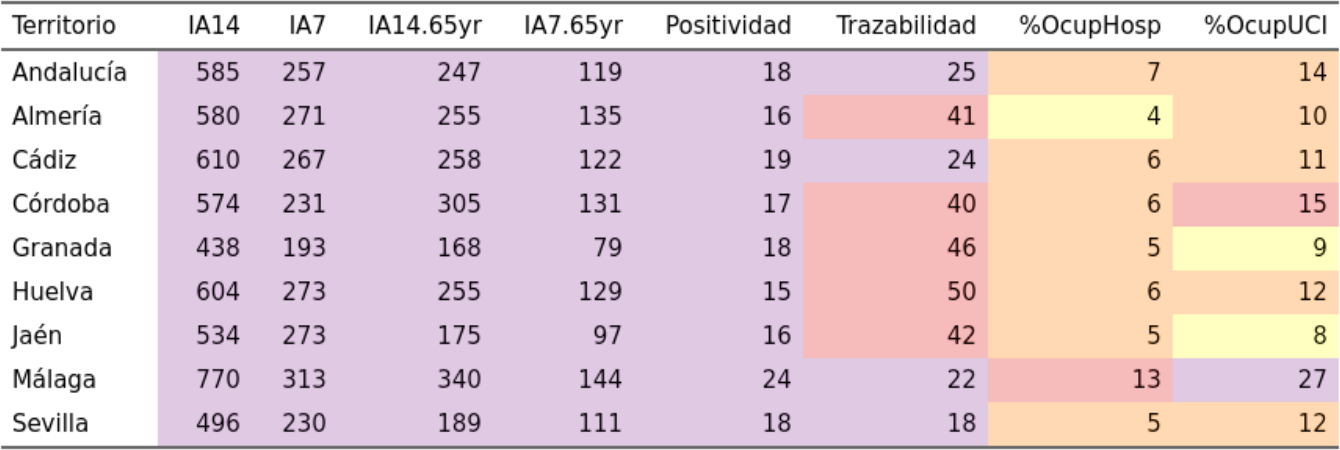 Territorio IA14 IA7 IA14.65yr IA7.65yr Positividad Trazabilidad %OcupHosp %OcupUCI
Andalucía 585 257 247 119 18 25 7 14
Almería 580 271 255 135 16 41 4 10
Cádiz 610 267 258 122 19 24 6 11
Córdoba 574 231 305 131 17 40 6 15
Granada 438 193 168 79 18 46 5 9
Huelva 604 273 255 129 15 50 6 12
Jaén 534 273 175 97 16 42 5 8
Málaga 770 313 340 144 24 22 13 27
Sevilla 496 230 189 111 18 18 5 12